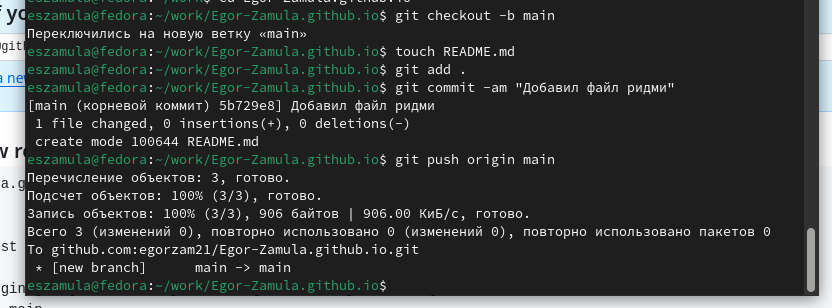 eszamula@fedora:~/work/Egor-Zamula.github.io$ git checkout -b main
Переключились на новую ветку «main»
eszamula@fedora:~/work/Egor-Zamula.github.io$ touch README.md
eszamula@fedora:~/work/Egor-Zamula.github.io$ git add .
eszamula@fedora:~/work/Egor-Zamula.github.io$ git commit -am "Добавил файл ридми"
[main (корневой коммит) 5b729e8] Добавил файл ридми
1 file changed, 0 insertions(+), 0 deletions(-)
create mode 100644 README.md
eszamula@fedora:~/work/Egor-Zamula.github.io$ git push origin main
Перечисление объектов: 3, готово.
Подсчет объектов: 100% (3/3), готово.
Запись объектов: 100% (3/3), 906 байтов | 906.00 КиБ/с, готово.
Всего 3 (изменений 0), повторно использовано 0 (изменений 0), повторно использовано пакетов 0
To github.com:egorzam21/Egor-Zamula.github.io.git
* [new branch] main -> main
eszamula@fedora:~/work/Egor-Zamula.github.io$